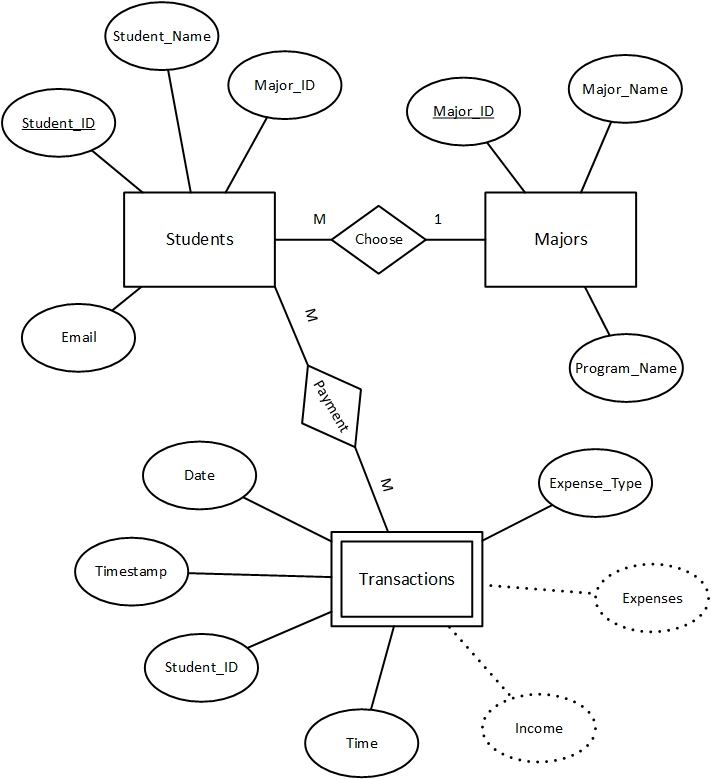 Student_Name
Major_ID
Student_ID
Major_ID
Major_Name
Students
M
Choose
1
Majors
Email
M
Payment
M
Program_Name
Date
Expense_Type
Timestamp
Transactions
Expenses
Student_ID
Time
Income